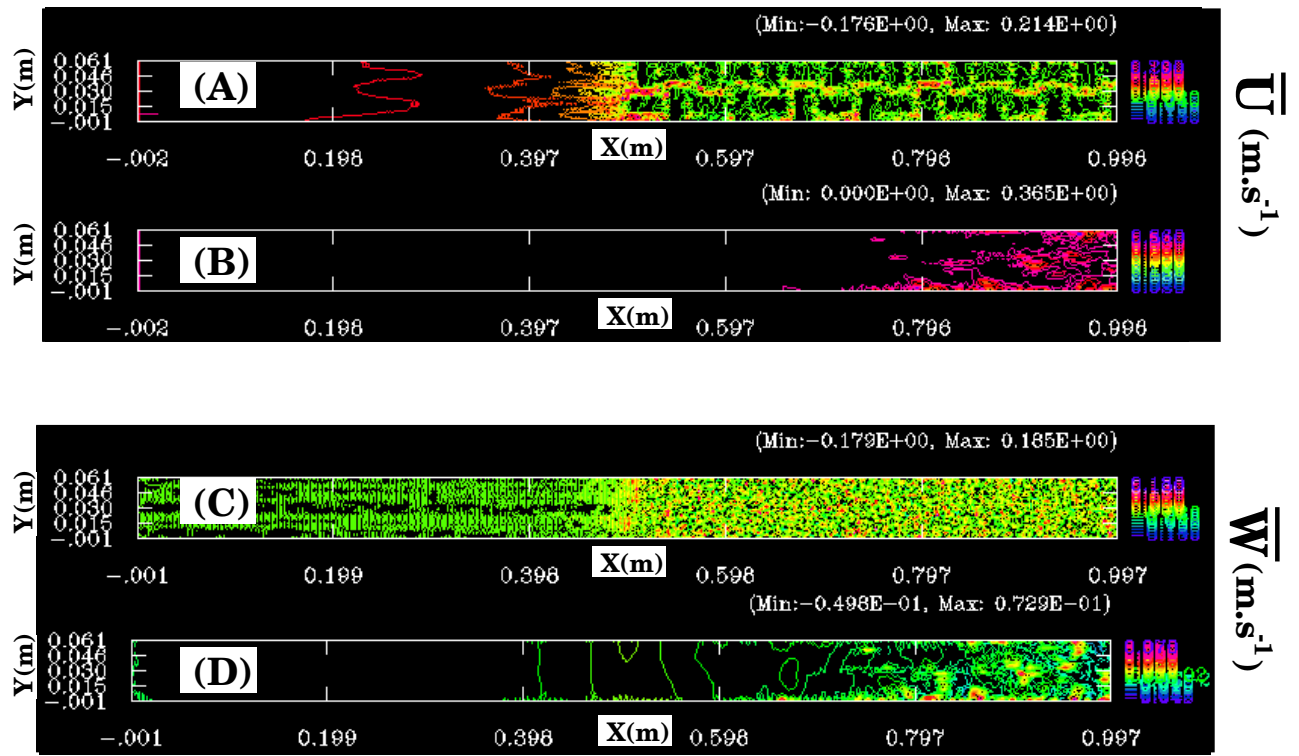 (Min:-0.176E+00, Max: 0.214E+00)
Y(m)
0.061
0.046
0.030
0.015
-.001
(A)
X(m)
-.002 0.198 0.397 0.597 0.796 0.996
(Min: 0.000E+00, Max: 0.365E+00)
Y(m)
0.061
0.046
0.030
0.015
-.001
(B)
X(m)
-.002 0.198 0.397 0.597 0.796 0.996
U (m.s-1)
(Min:-0.179E+00, Max: 0.185E+00)
Y(m)
0.061
0.046
0.030
0.015
-.001
(C)
X(m)
-.001 0.199 0.398 0.598 0.797 0.997
(Min:-0.498E-01, Max: 0.729E-01)
Y(m)
0.061
0.046
0.030
0.015
-.001
(D)
X(m)
-.001 0.199 0.398 0.598 0.797 0.997
W (m.s-1)